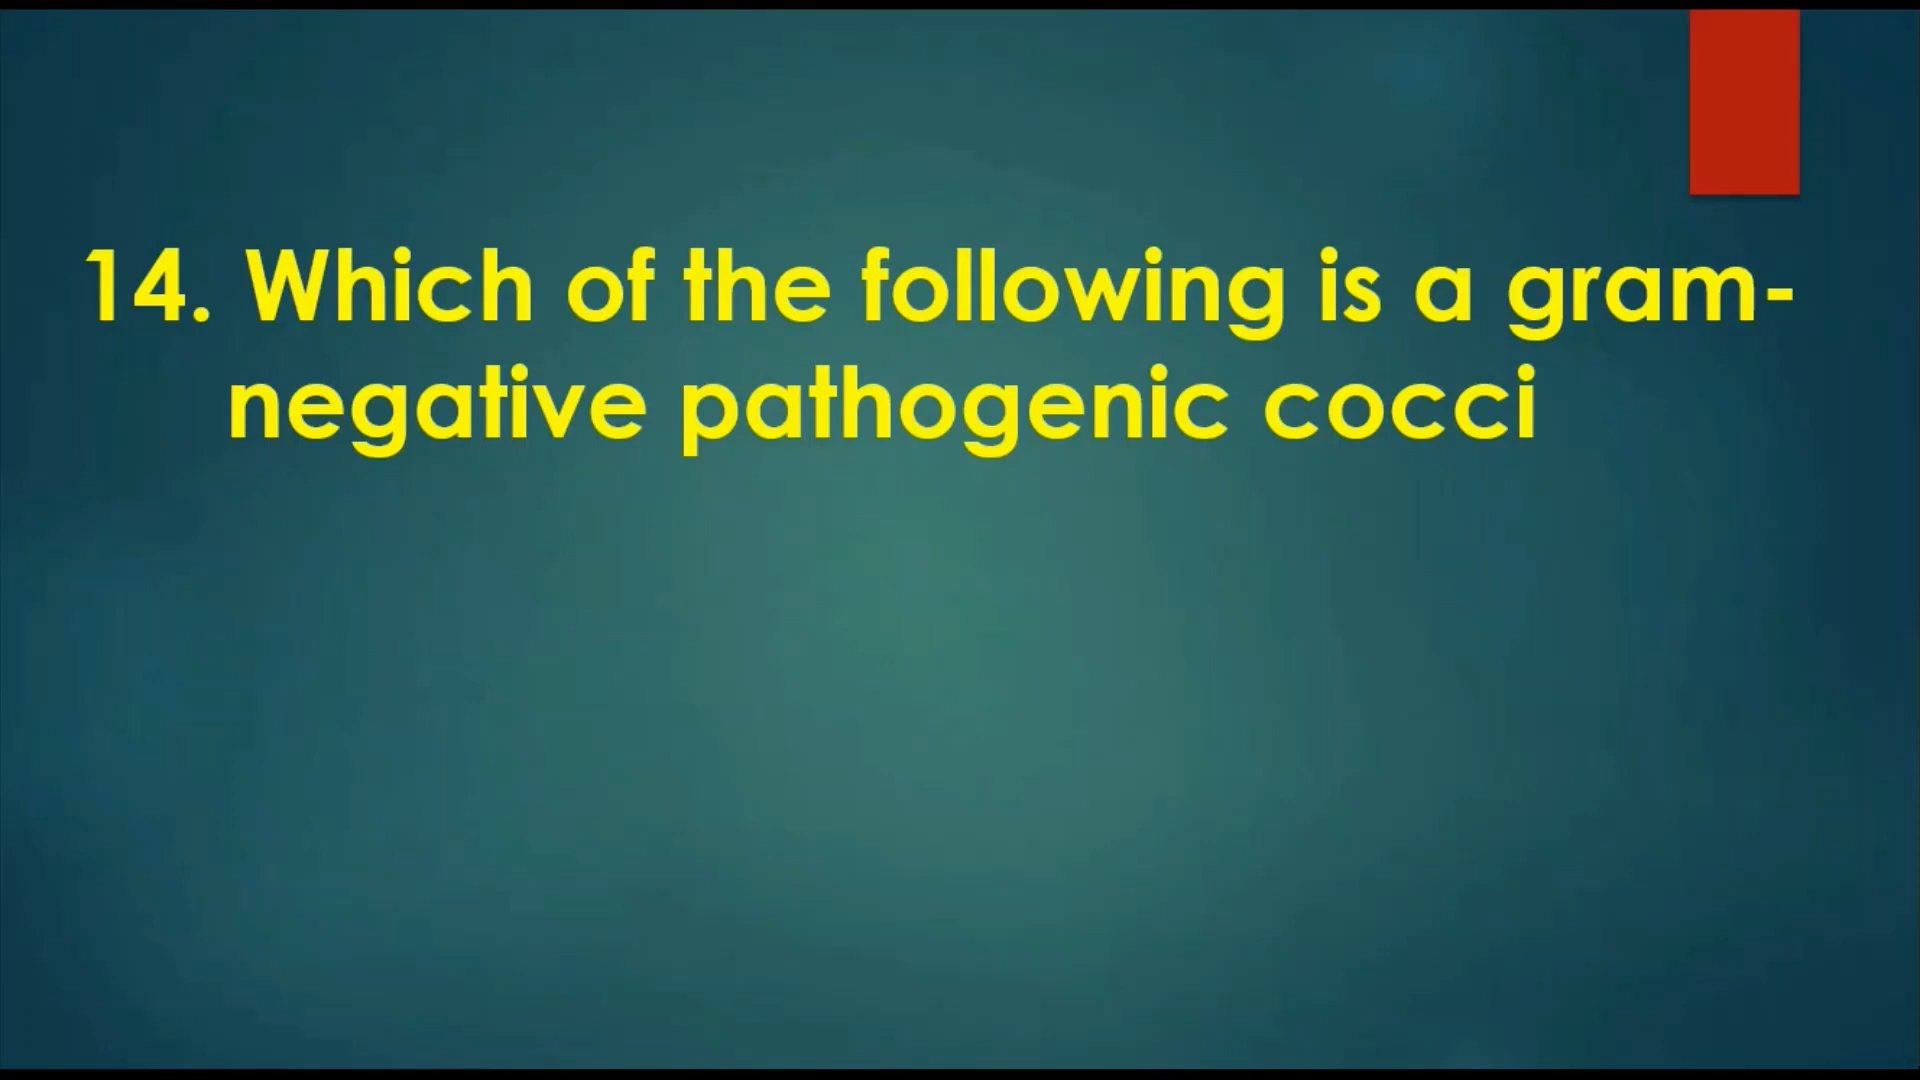 14. Which of the following is a gram-
negative pathogenic cocci